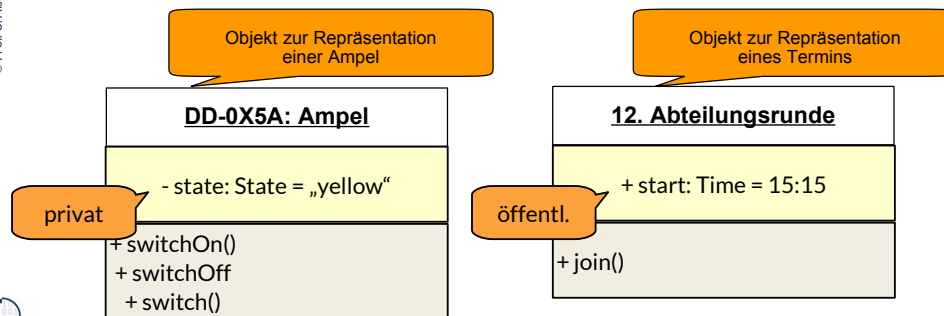 Objekt zur Repräsentation
einer Ampel
Objekt zur Repräsentation
eines Termins
DD-0X5A: Ampel
12. Abteilungsrunde
- state: State = „yellow“
+ start: Time = 15:15
privat
öffentl.
+ switchOn()
+ switchOff
+ switch()
+ join()